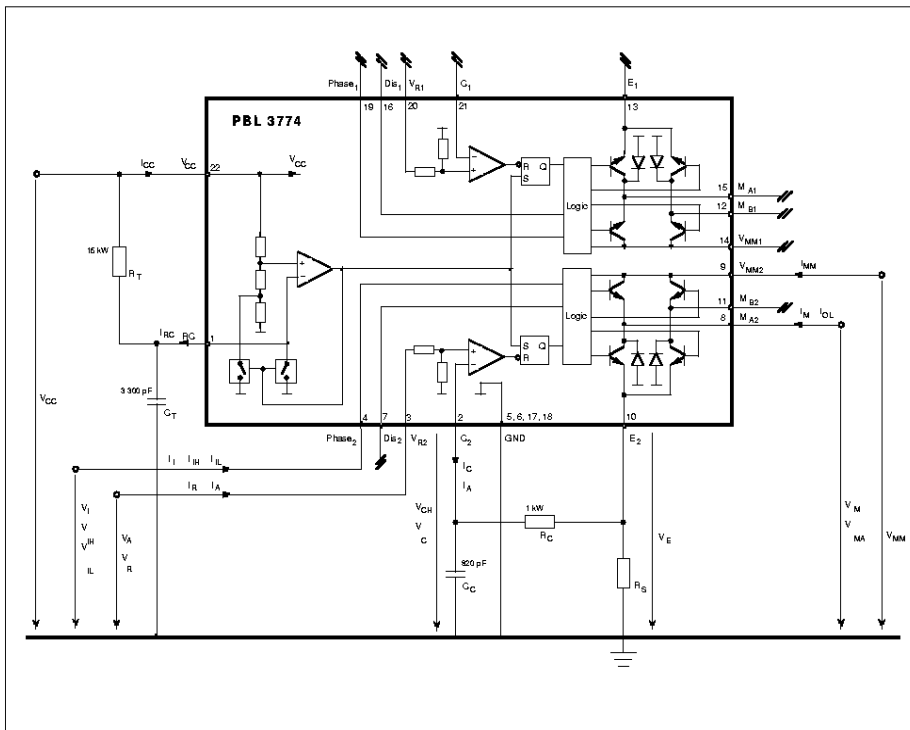 Phase1 Dis1 VR1 C1 E1
19 16 20 21 13
PBL 3774
ICC VCC 22 VCC
R Q
S
Logic
15 MA1
12 MB1
14 VMM1
15 kW
RT
9 VMM2 IMM
11 MB2
8 MA2 IM IOL
Logic
S Q
R
IRC RC 1
3 300 pF
CT
VCC
4 7 3 2 5, 6, 17, 18 10
Phase2 Dis2 VR2 C2 GND E2
II IIH IIL
IR IA
IC
IA
VI
V
IH
V
IL
VA
V
R
VCH
V
C
1 kW
RC
VE
820 pF
CC
RS
VM
V
MA
VMM